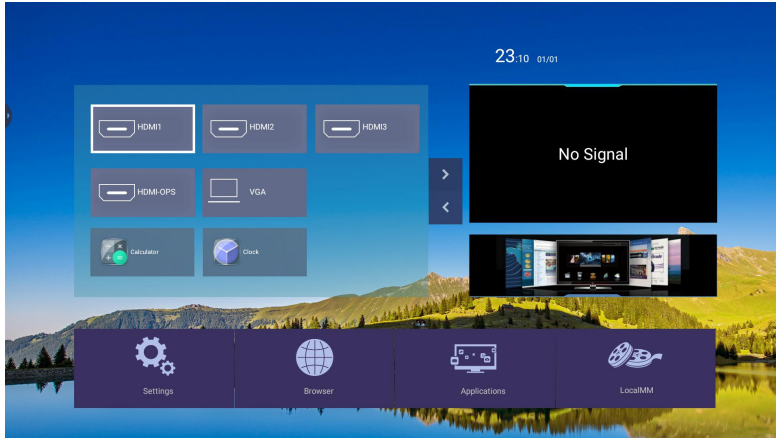 23:10 01/01
HDMI1
HDMI2
HDMI3
No Signal
HDMI-OPS
VGA
Calculator
Clock
Settings
Browser
Applications
LocalMM